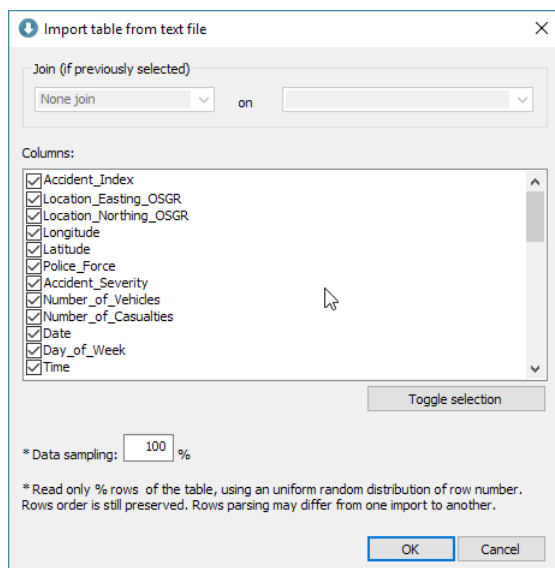 Import table from text file
Join (if previously selected)
None join
on
Columns:
Accident_Index
Location_Easting_OSGR
Location_Northing_OSGR
Longitude
Latitude
Police_Force
Accident_Severity
Number_of_Vehicles
Number_of_Casualties
Date
Day_of_Week
Time
Toggle selection
* Data sampling: 100 %
* Read only % rows of the table, using an uniform random distribution of row number.
Rows order is still preserved. Rows parsing may differ from one import to another.
OK Cancel